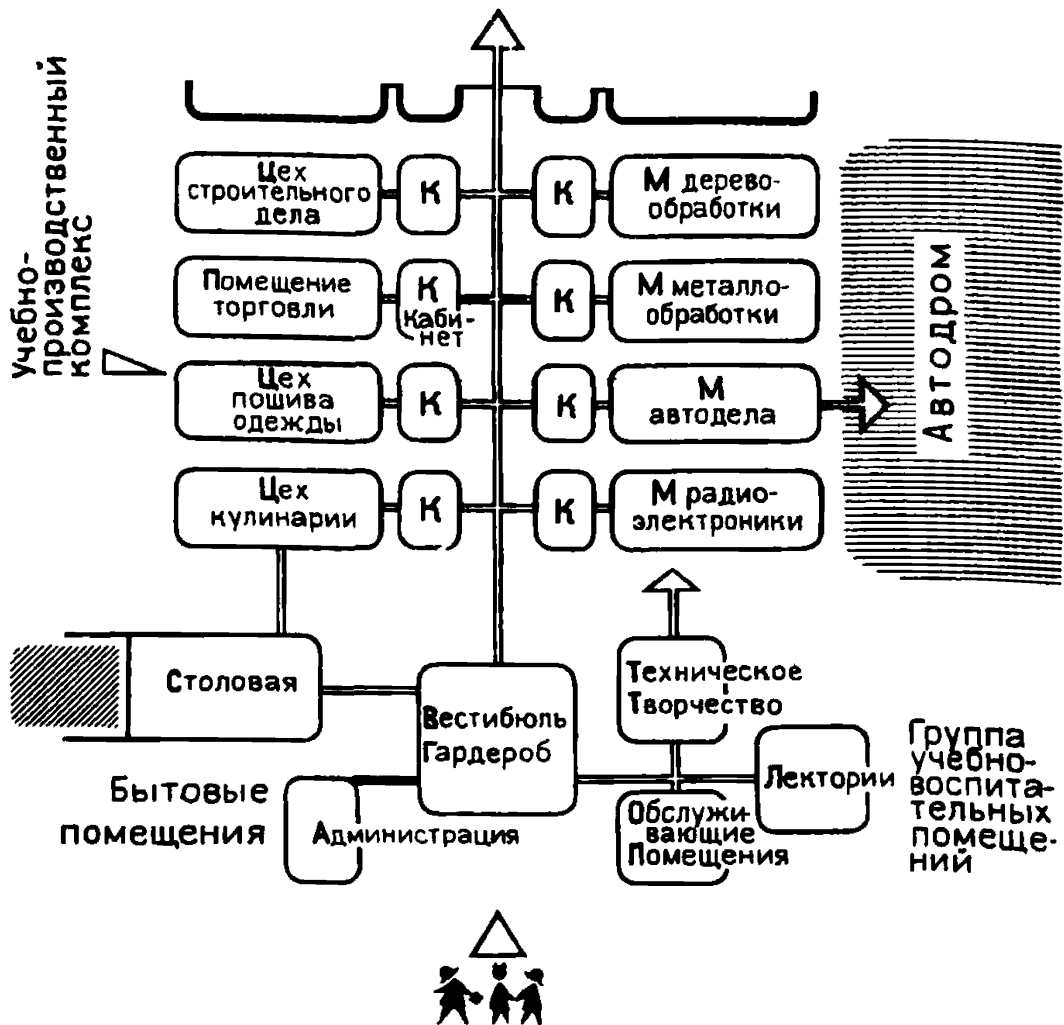 Учебно-
производственный
комплекс
Цех
строительного
дела
К
К
М дерево-
обработки
Помещение
торговли
К
Каби-
нет
К
М металло-
обработки
Цех
пошива
одежды
К
К
М
автодела
Автодром
Цех
кулинарии
К
К
М радио-
электроники
Столовая
Вестибюль
Гардероб
Техническое
Творчество
Бытовые
помещения
Администрация
Обслужи-
вающие
Помещения
Лектории
Группа
учебно-
воспита-
тельных
помеще-
ний